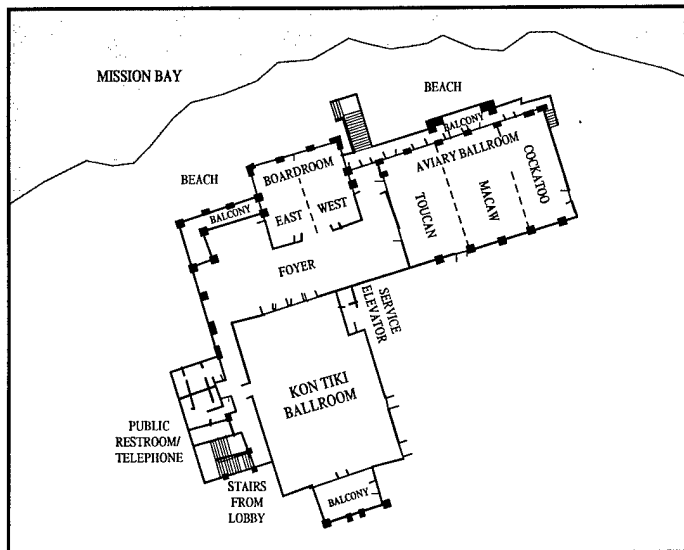 MISSION BAY
BEACH
BALCONY
AVIARY BALLROOM
BOARDROOM
BEACH
BALCONY
EAST
WEST
TOUCAN
MACAW
COCKATOO
FOYER
SERVICE
ELEVATOR
KON TIKI
BALLROOM
PUBLIC
RESTROOM/
TELEPHONE
STAIRS
FROM
LOBBY
BALCONY